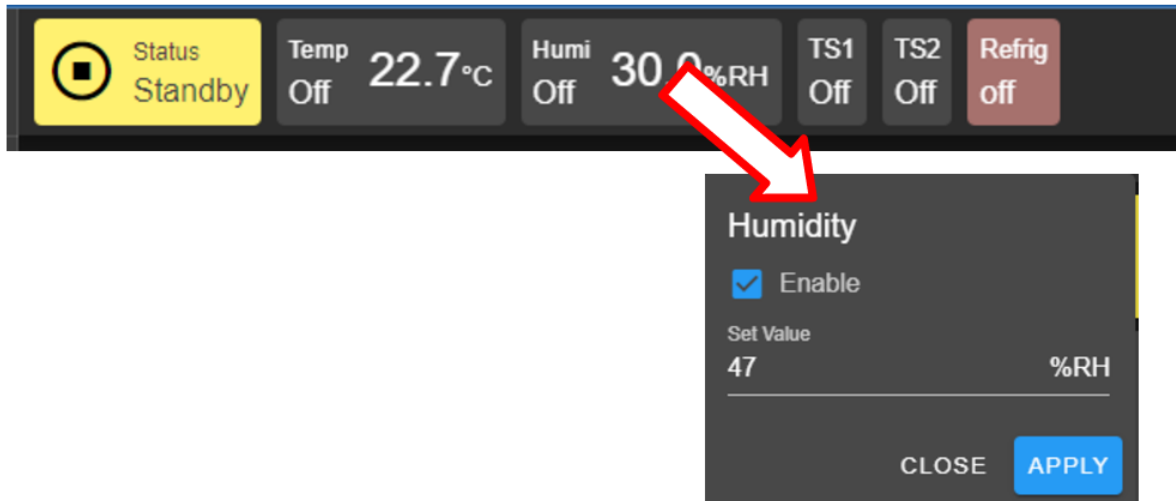 Status
Standby
Temp
Off
22.7°C
Humi
Off
30.0%RH
TS1
Off
TS2
Off
Refrig
off
Humidity
Enable
Set Value
47 %RH
CLOSE APPLY